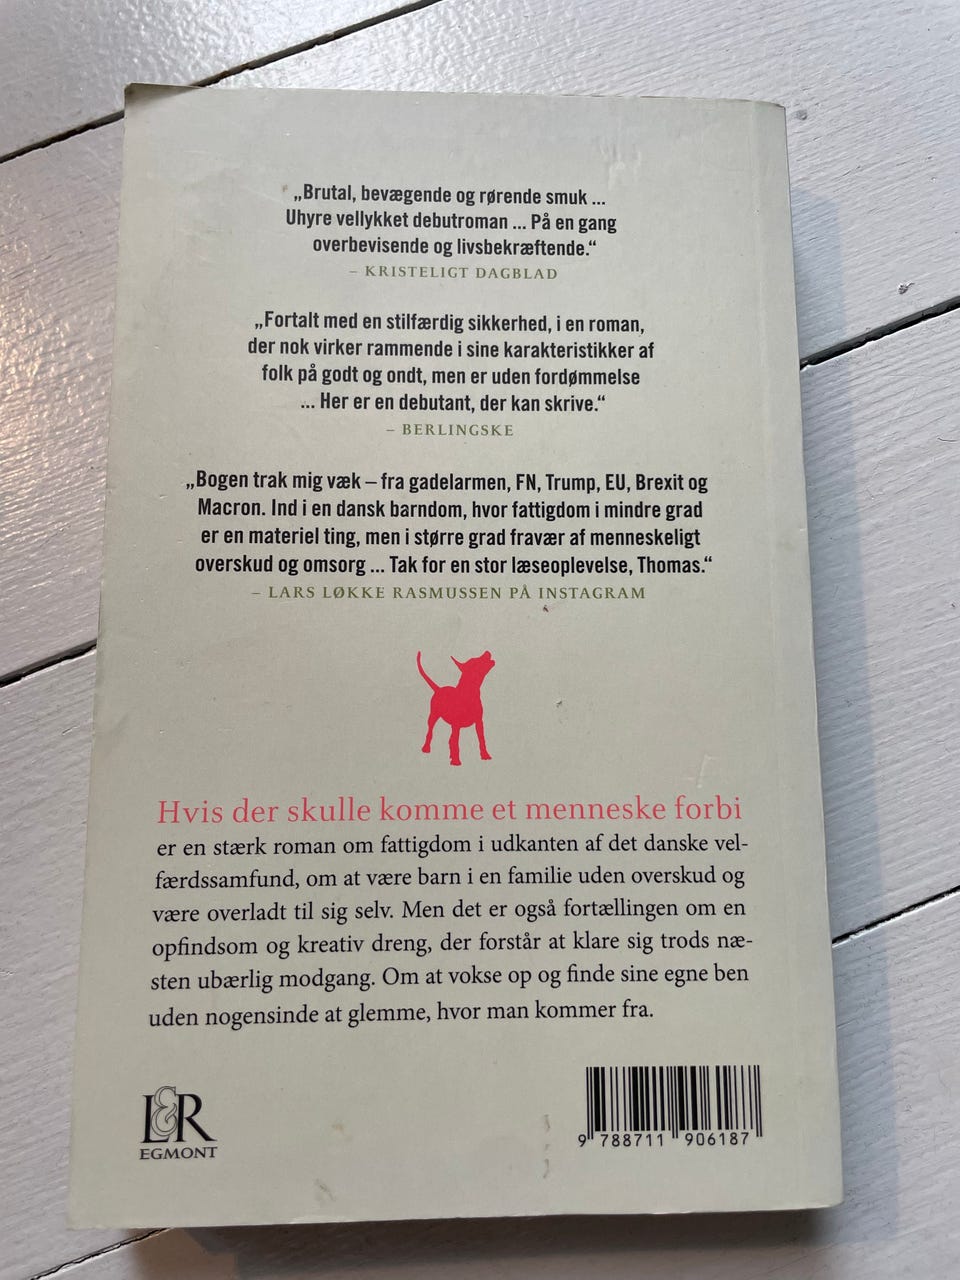 „Brutal, bevægende og rørende smuk ...
Uhyre vellykket debutroman ... På en gang
overbevisende og livsbekræftende.“
– KRISTELIGT DAGBLAD
„Fortalt med en stilfærdig sikkerhed, i en roman,
der nok virker rammende i sine karakteristikker af
folk på godt og ondt, men er uden fordømmelse
... Her er en debutant, der kan skrive.“
– BERLINGSKE
„Bogen trak mig væk – fra gadelarmen, FN, Trump, EU, Brexit og
Macron. Ind i en dansk barndom, hvor fattigdom i mindre grad
er en materiel ting, men i større grad fravær af menneskeligt
overskud og omsorg ... Tak for en stor læseoplevelse, Thomas.“
– LARS LØKKE RASMUSSEN PÅ INSTAGRAM
Hvis der skulle komme et menneske forbi
er en stærk roman om fattigdom i udkanten af det danske vel-
færdssamfund, om at være barn i en familie uden overskud og
være overladt til sig selv. Men det er også fortællingen om en
opfindsom og kreativ dreng, der forstår at klare sig trods næ-
sten ubærlig modgang. Om at vokse op og finde sine egne ben
uden nogensinde at glemme, hvor man kommer fra.
L&R
EGMONT
9 788711 906187